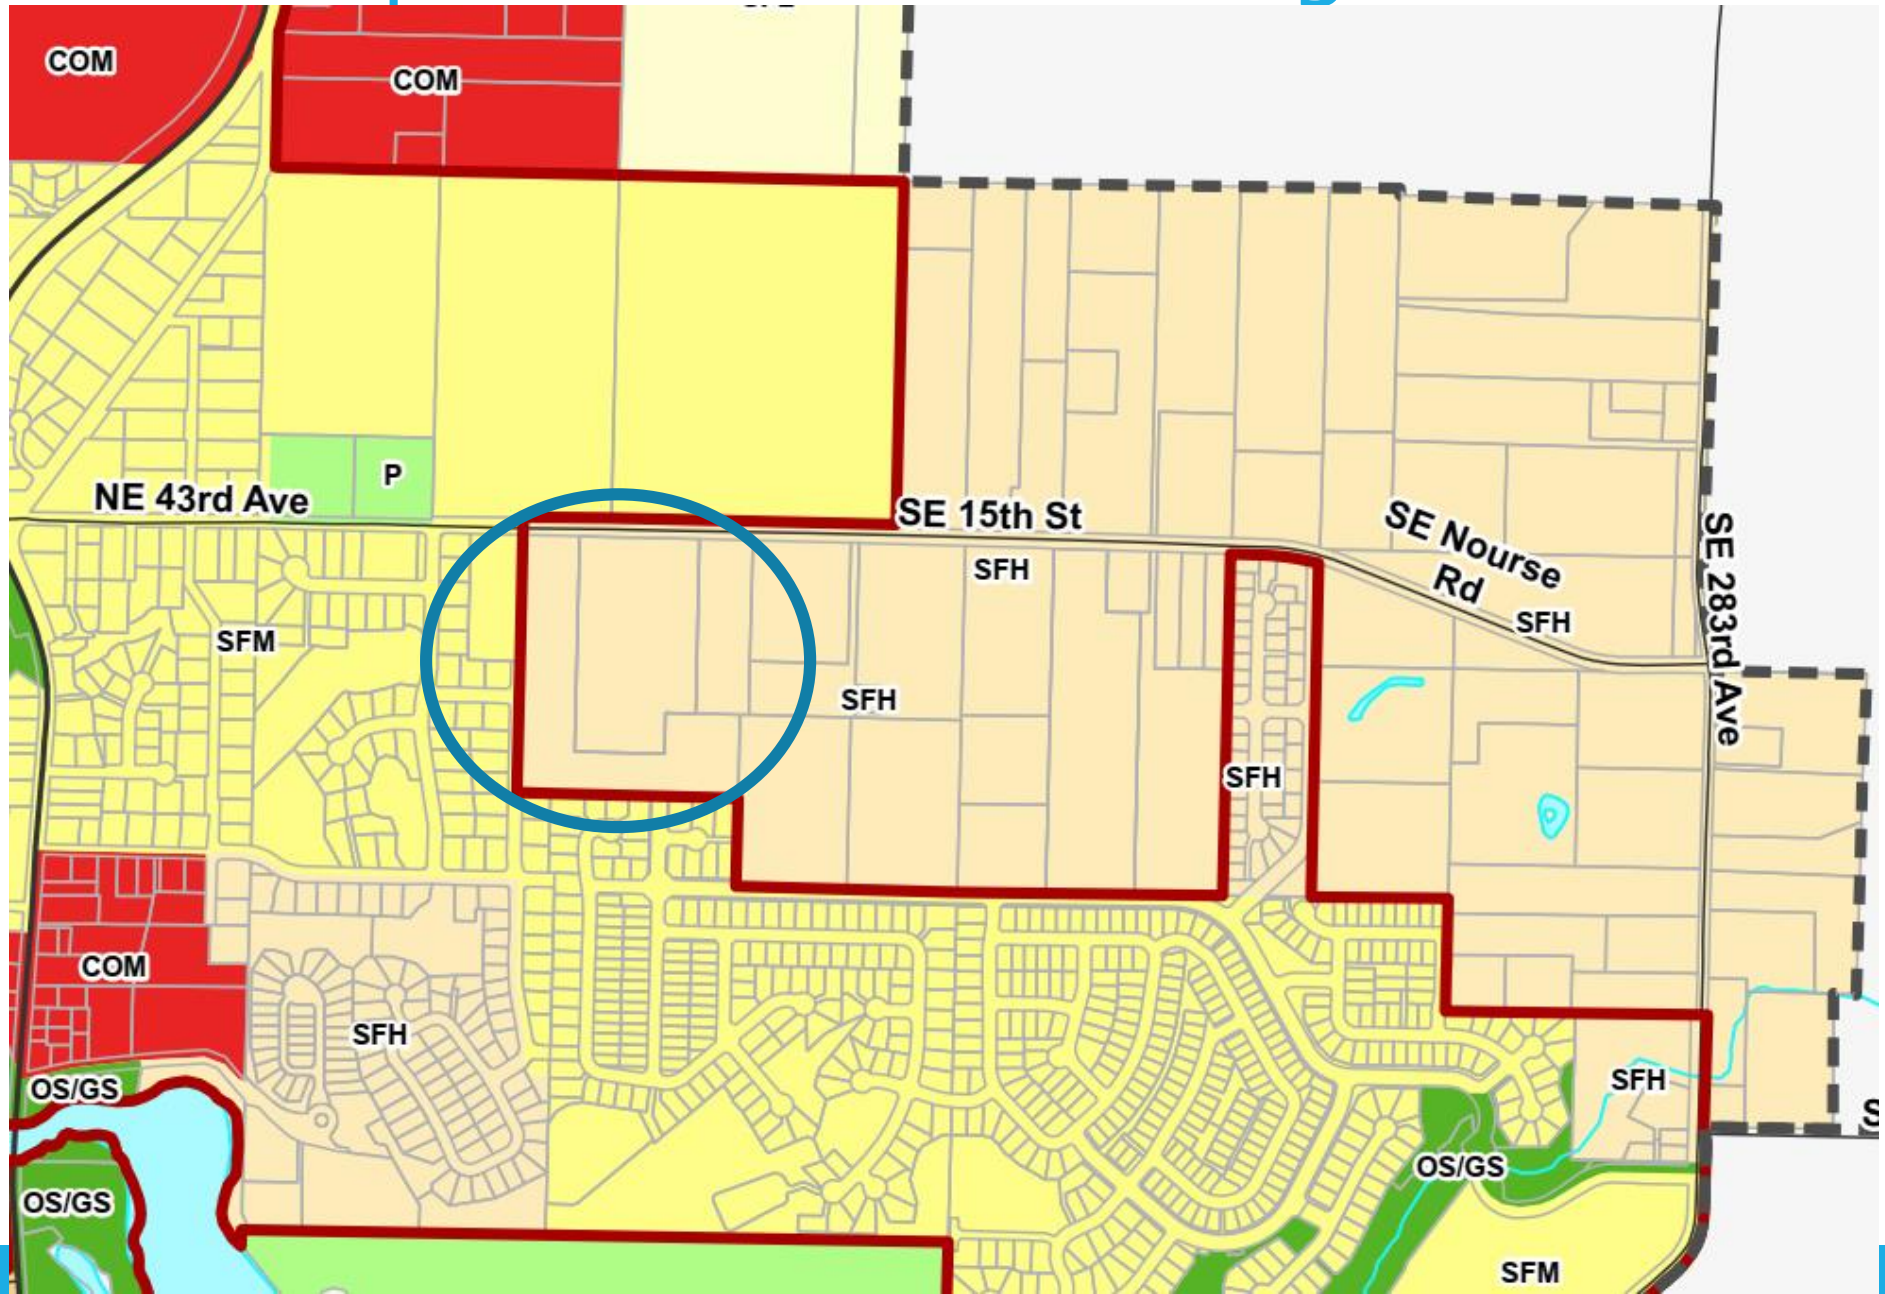 COM
COM
P
NE 43rd Ave
SE 15th St
SE Nourse
Rd
SE 283rd Ave
SFH
SFH
SFM
SFH
SFH
COM
SFH
OS/GS
SFH
OS/GS
OS/GS
SFM